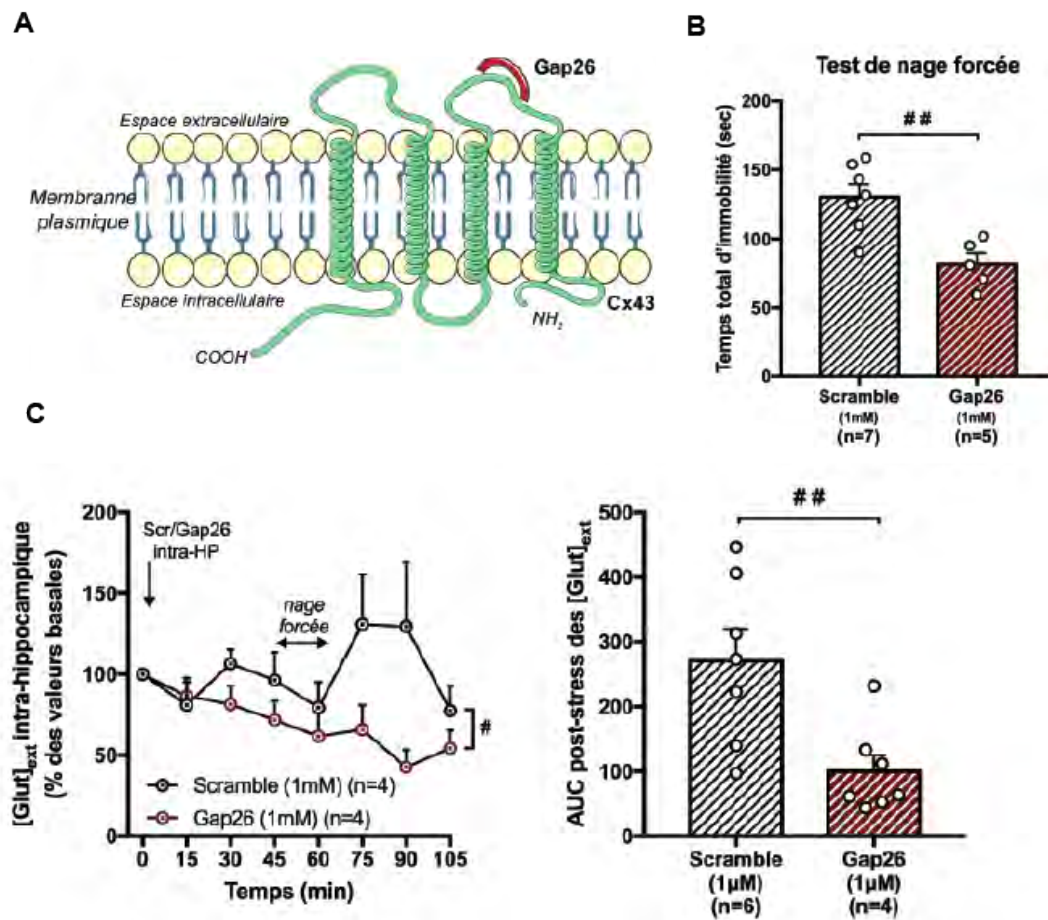 A
Gap26
Espace extracellulaire
Membranne
plasmique
Espace intracellulaire
COOH
NH2
Cx43
B
Test de nage forcée
Temps total d'immobilité (sec)
200
150
100
50
0
##
Scramble
(1mM)
(n=7)
Gap26
(1mM)
(n=5)
C
[Glut]ext intra-hippocampique
(% des valeurs basales)
200
150
100
50
0
Scr/Gap26
intra-HP
nage
forcée
#
Scramble (1mM) (n=4)
Gap26 (1mM) (n=4)
0 15 30 45 60 75 90 105
Temps (min)
AUC post-stress des [Glut]ext
500
400
300
200
100
0
##
Scramble
(1µM)
(n=6)
Gap26
(1µM)
(n=4)